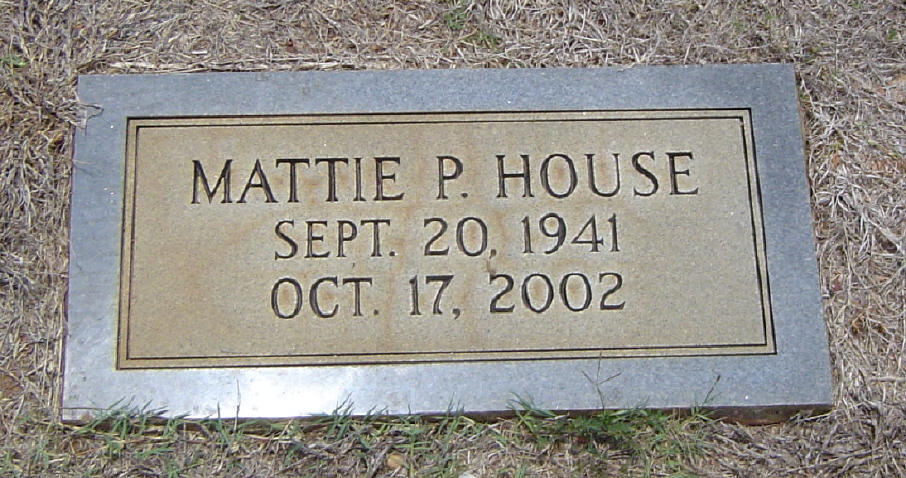 MATTIE P. HOUSE
SEPT. 20, 1941
OCT. 17, 2002